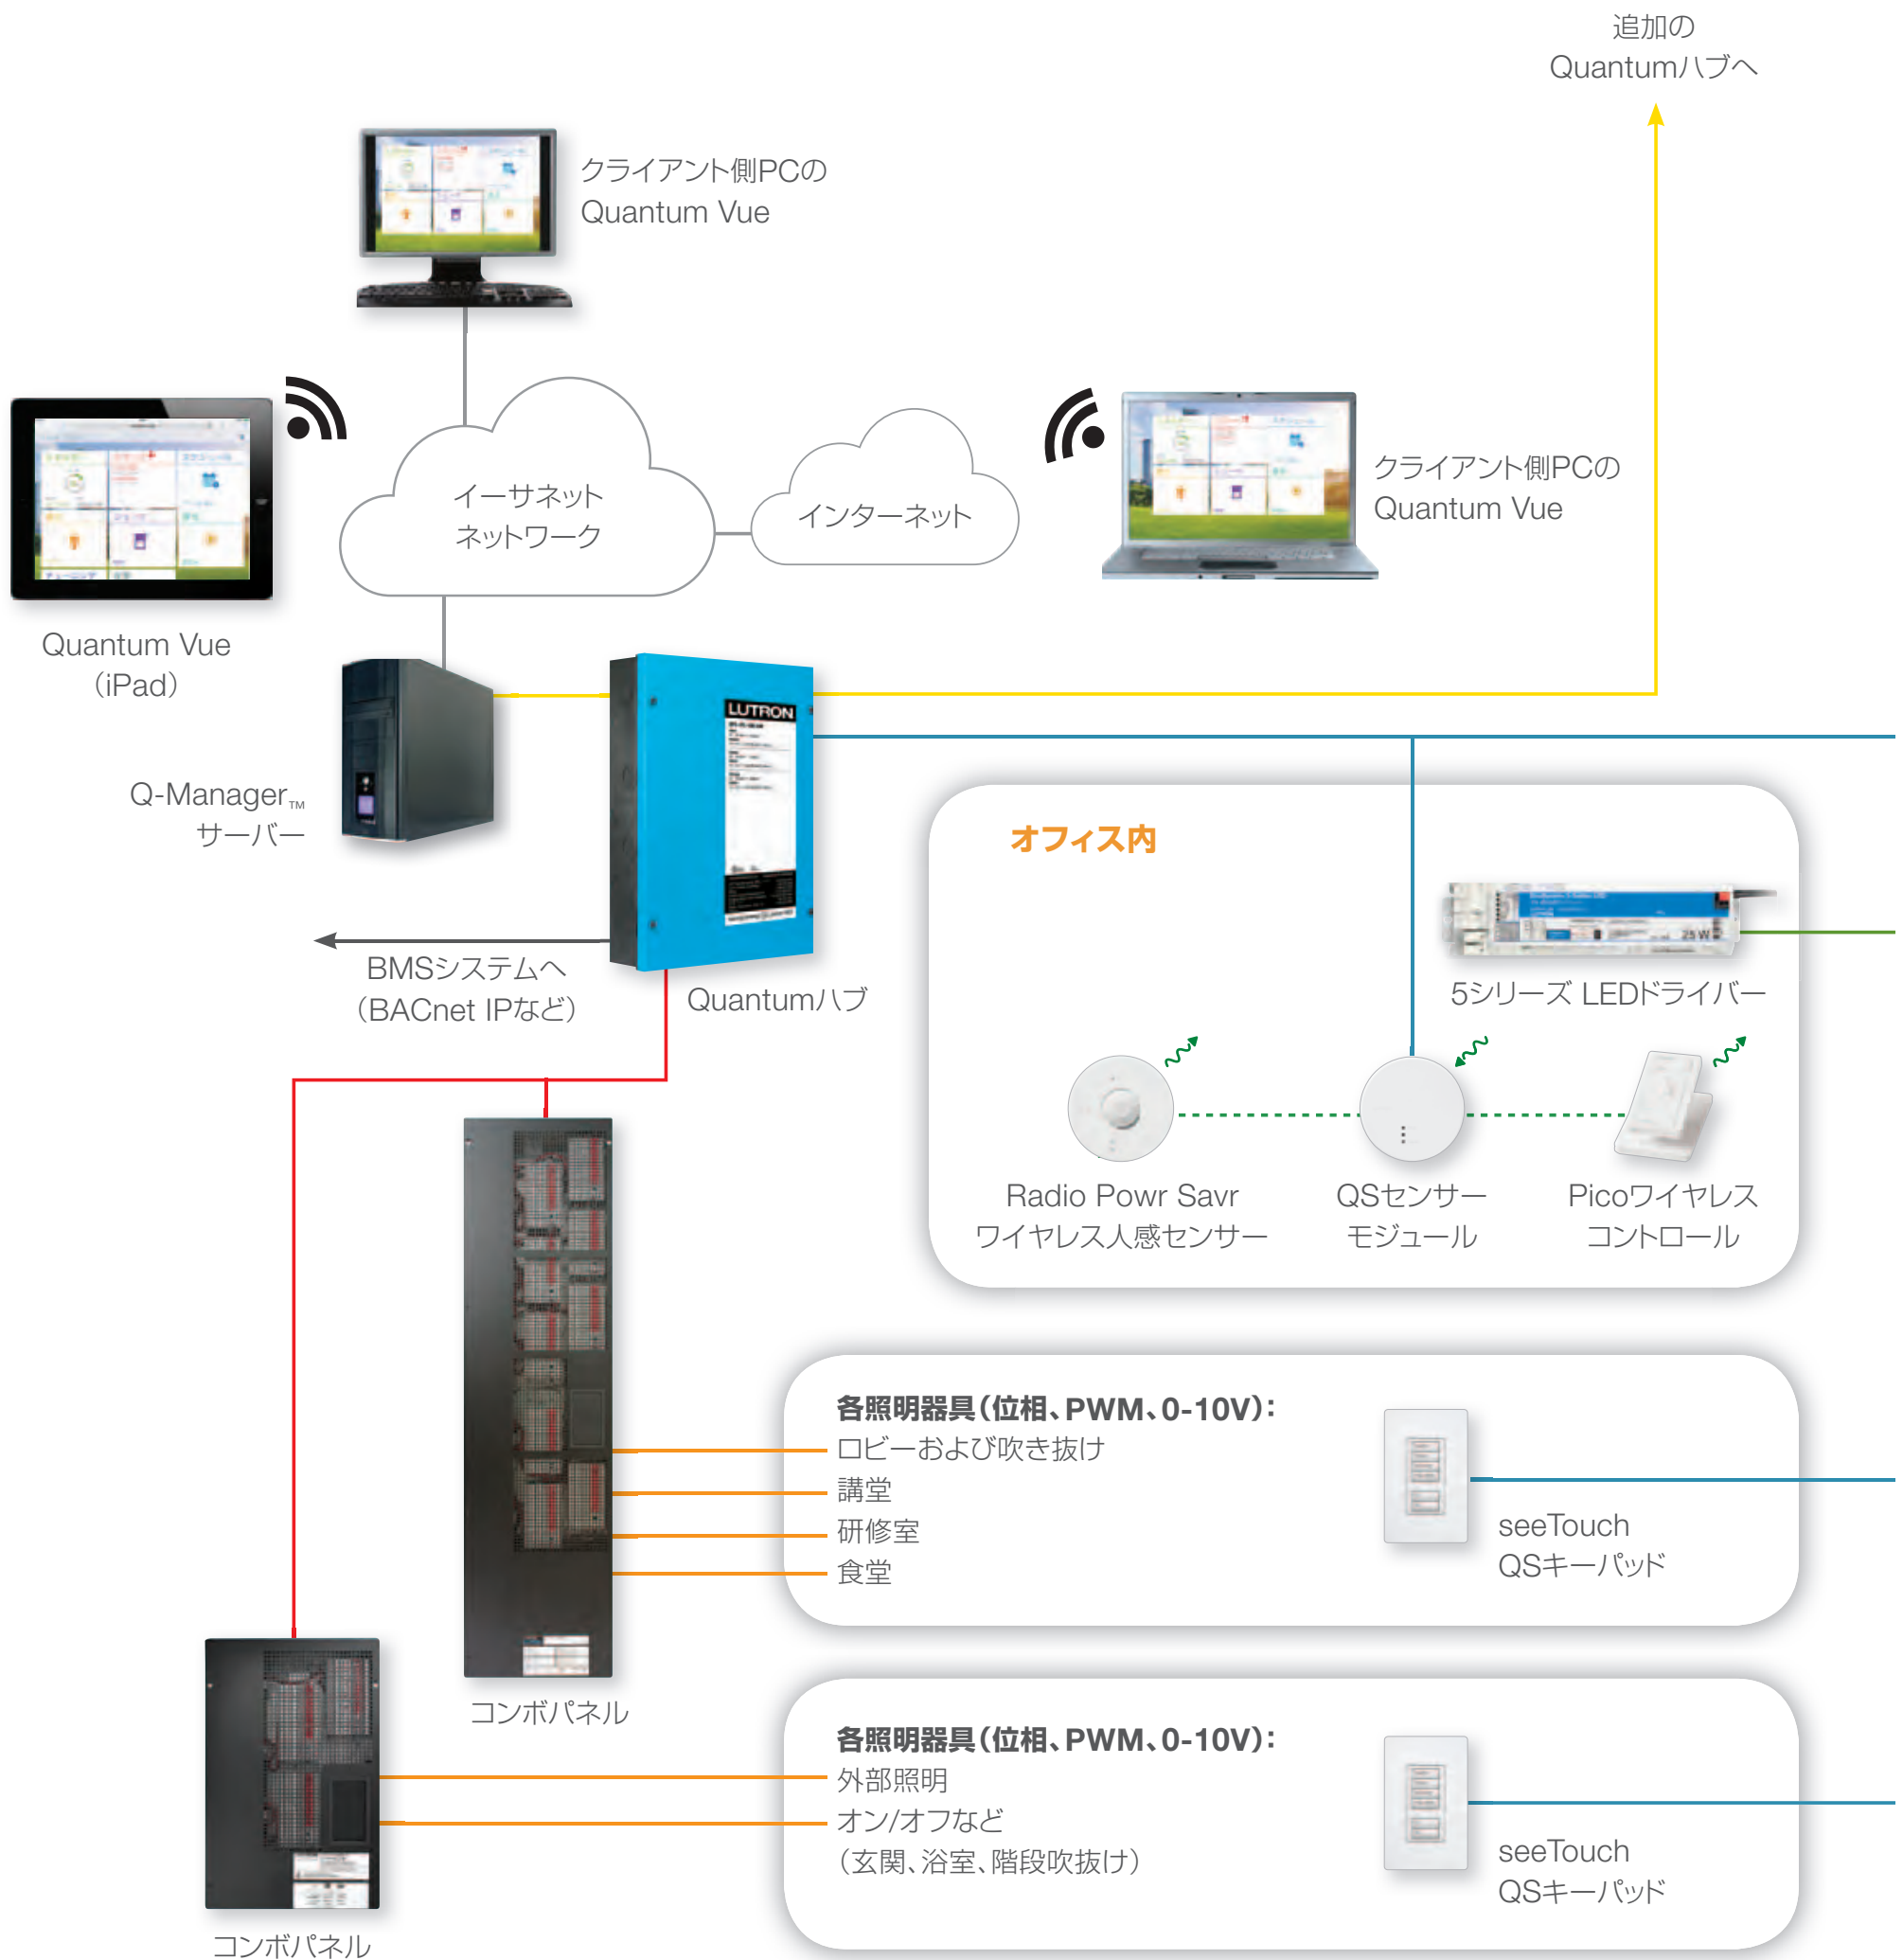 追加の
Quantumハブへ
クライアント側PCの
Quantum Vue
イーサネット
ネットワーク
インターネット
クライアント側PCの
Quantum Vue
Quantum Vue
（iPad）
LUTRON
Q-Manager™
サーバー
オフィス内
25 W
5シリーズ LEDドライバー
BMSシステムへ
（BACnet IPなど）
Quantumハブ
Radio Powr Savr
ワイヤレス人感センサー
QSセンサー
モジュール
Picoワイヤレス
コントロール
各照明器具（位相、PWM、0-10V）：
ロビーおよび吹き抜け
講堂
研修室
食堂
seeTouch
QSキーパッド
コンボパネル
各照明器具（位相、PWM、0-10V）：
外部照明
オン/オフなど
（玄関、浴室、階段吹抜け）
seeTouch
QSキーパッド
コンボパネル